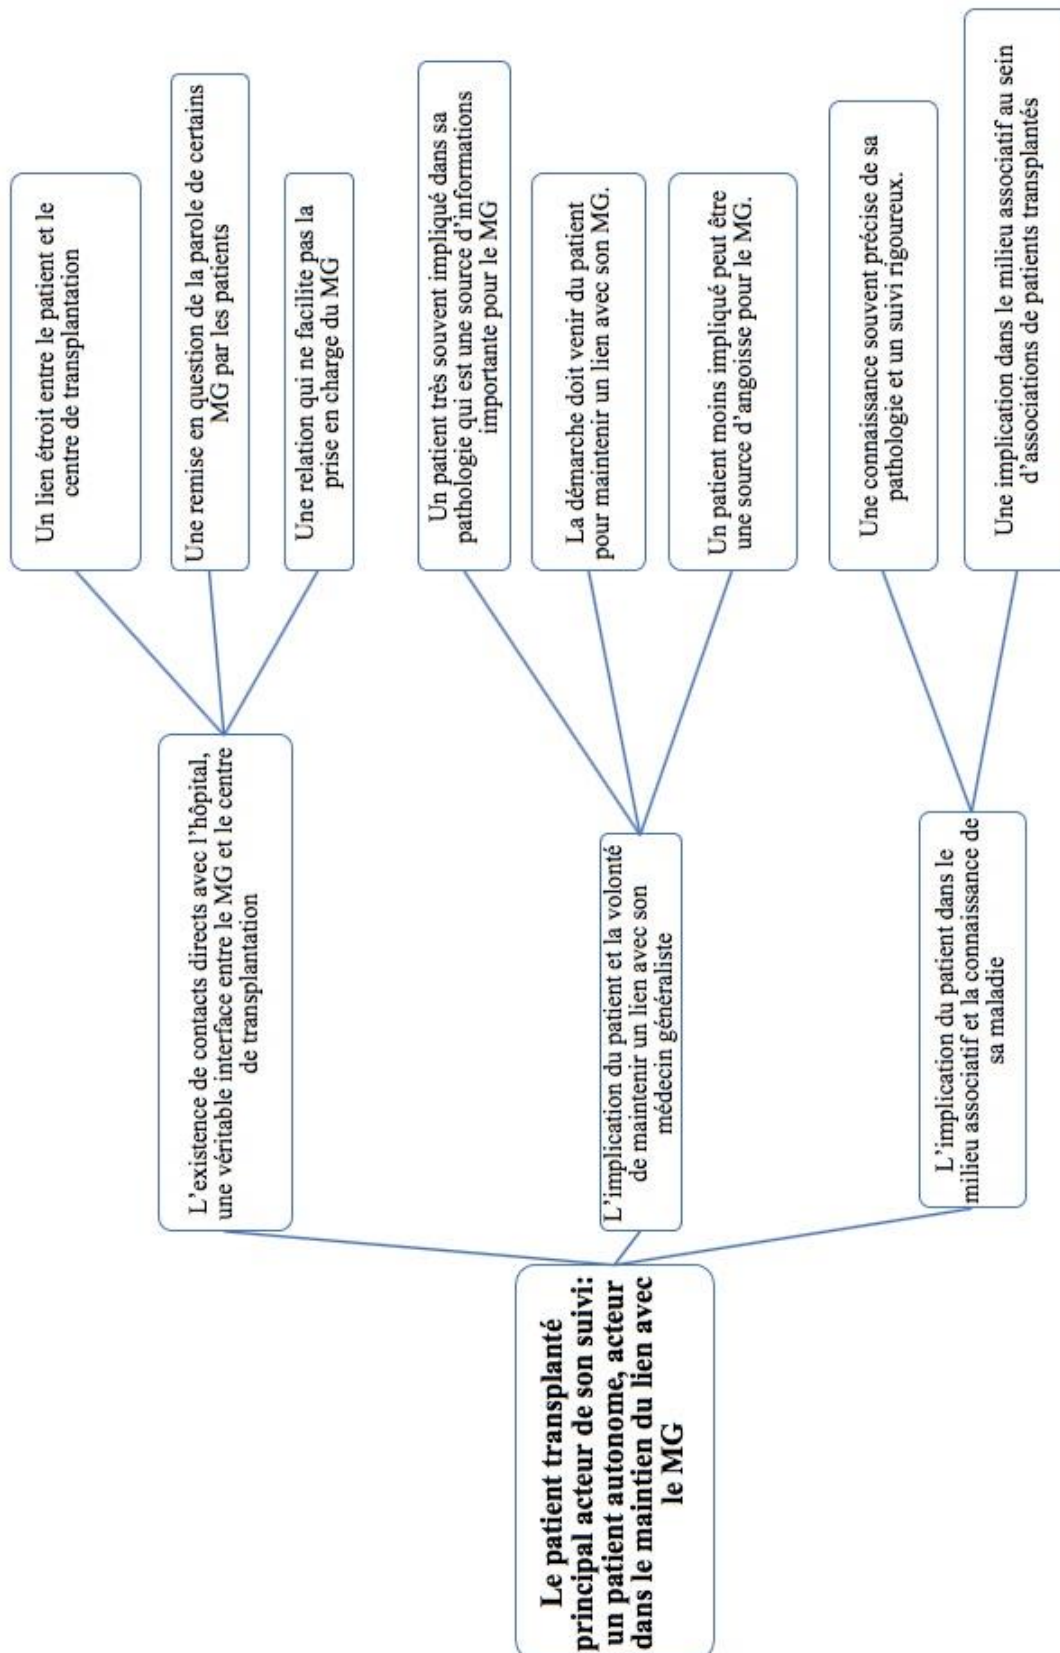 Le patient transplanté
principal acteur de son suivi:
un patient autonome, acteur
dans le maintien du lien avec
le MG
L'existence de contacts directs avec l'hôpital,
une véritable interface entre le MG et le centre
de transplantation
Un lien étroit entre le patient et le
centre de transplantation
Une remise en question de la parole de certains
MG par les patients
Une relation qui ne facilite pas la
prise en charge du MG
L'implication du patient et la volonté
de maintenir un lien avec son
médecin généraliste
Un patient très souvent impliqué dans sa
pathologie qui est une source d'informations
importante pour le MG
La démarche doit venir du patient
pour maintenir un lien avec son MG.
Un patient moins impliqué peut être
une source d'angoisse pour le MG.
L'implication du patient dans le
milieu associatif et la connaissance de
sa maladie
Une connaissance souvent précise de sa
pathologie et un suivi rigoureux.
Une implication dans le milieu associatif au sein
d'associations de patients transplantés